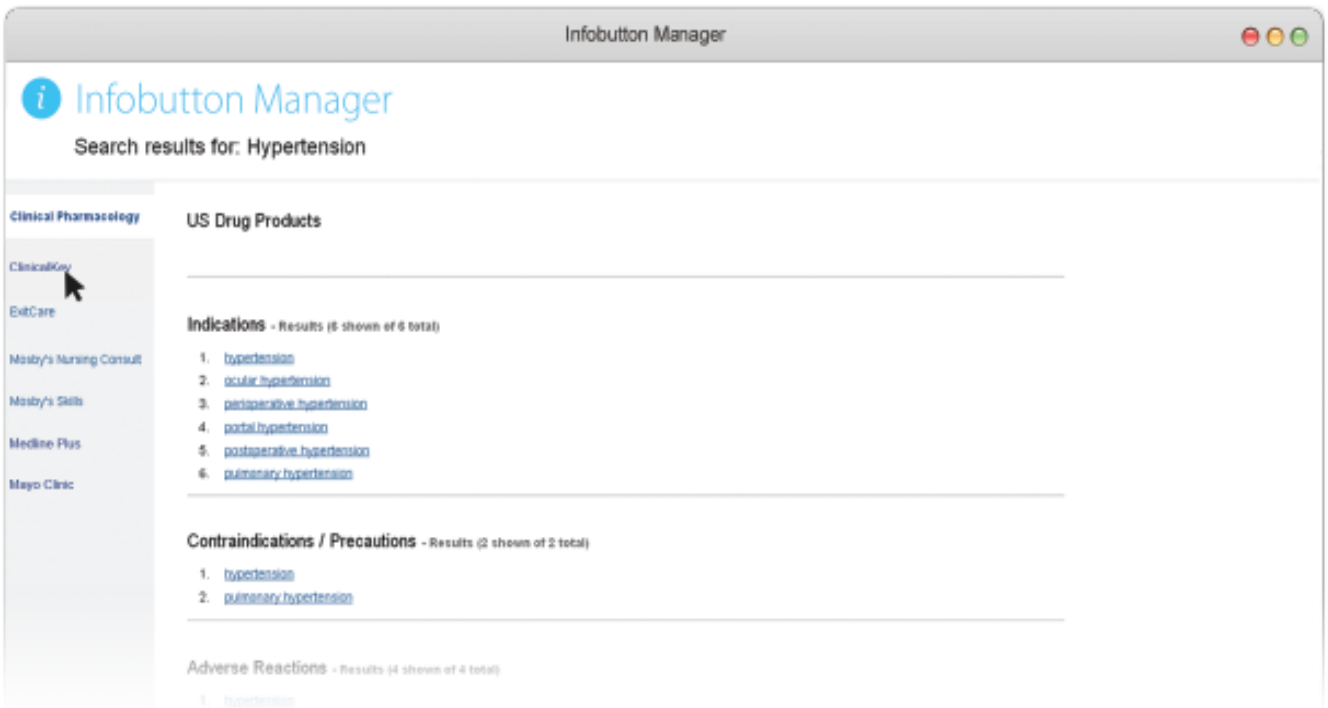 Infobutton Manager
i Infobutton Manager
Search results for: Hypertension
Clinical Pharmacology
ClinicalKey
ExitCare
Mosby's Nursing Consult
Mosby's Skills
Medline Plus
Mayo Clinic
US Drug Products
Indications - Results (6 shown of 6 total)
1. hypertension
2. ocular hypertension
3. perioperative hypertension
4. portal hypertension
5. postoperative hypertension
6. pulmonary hypertension
Contraindications / Precautions - Results (2 shown of 2 total)
1. hypertension
2. pulmonary hypertension
Adverse Reactions - Results (4 shown of 4 total)
1. hypertension